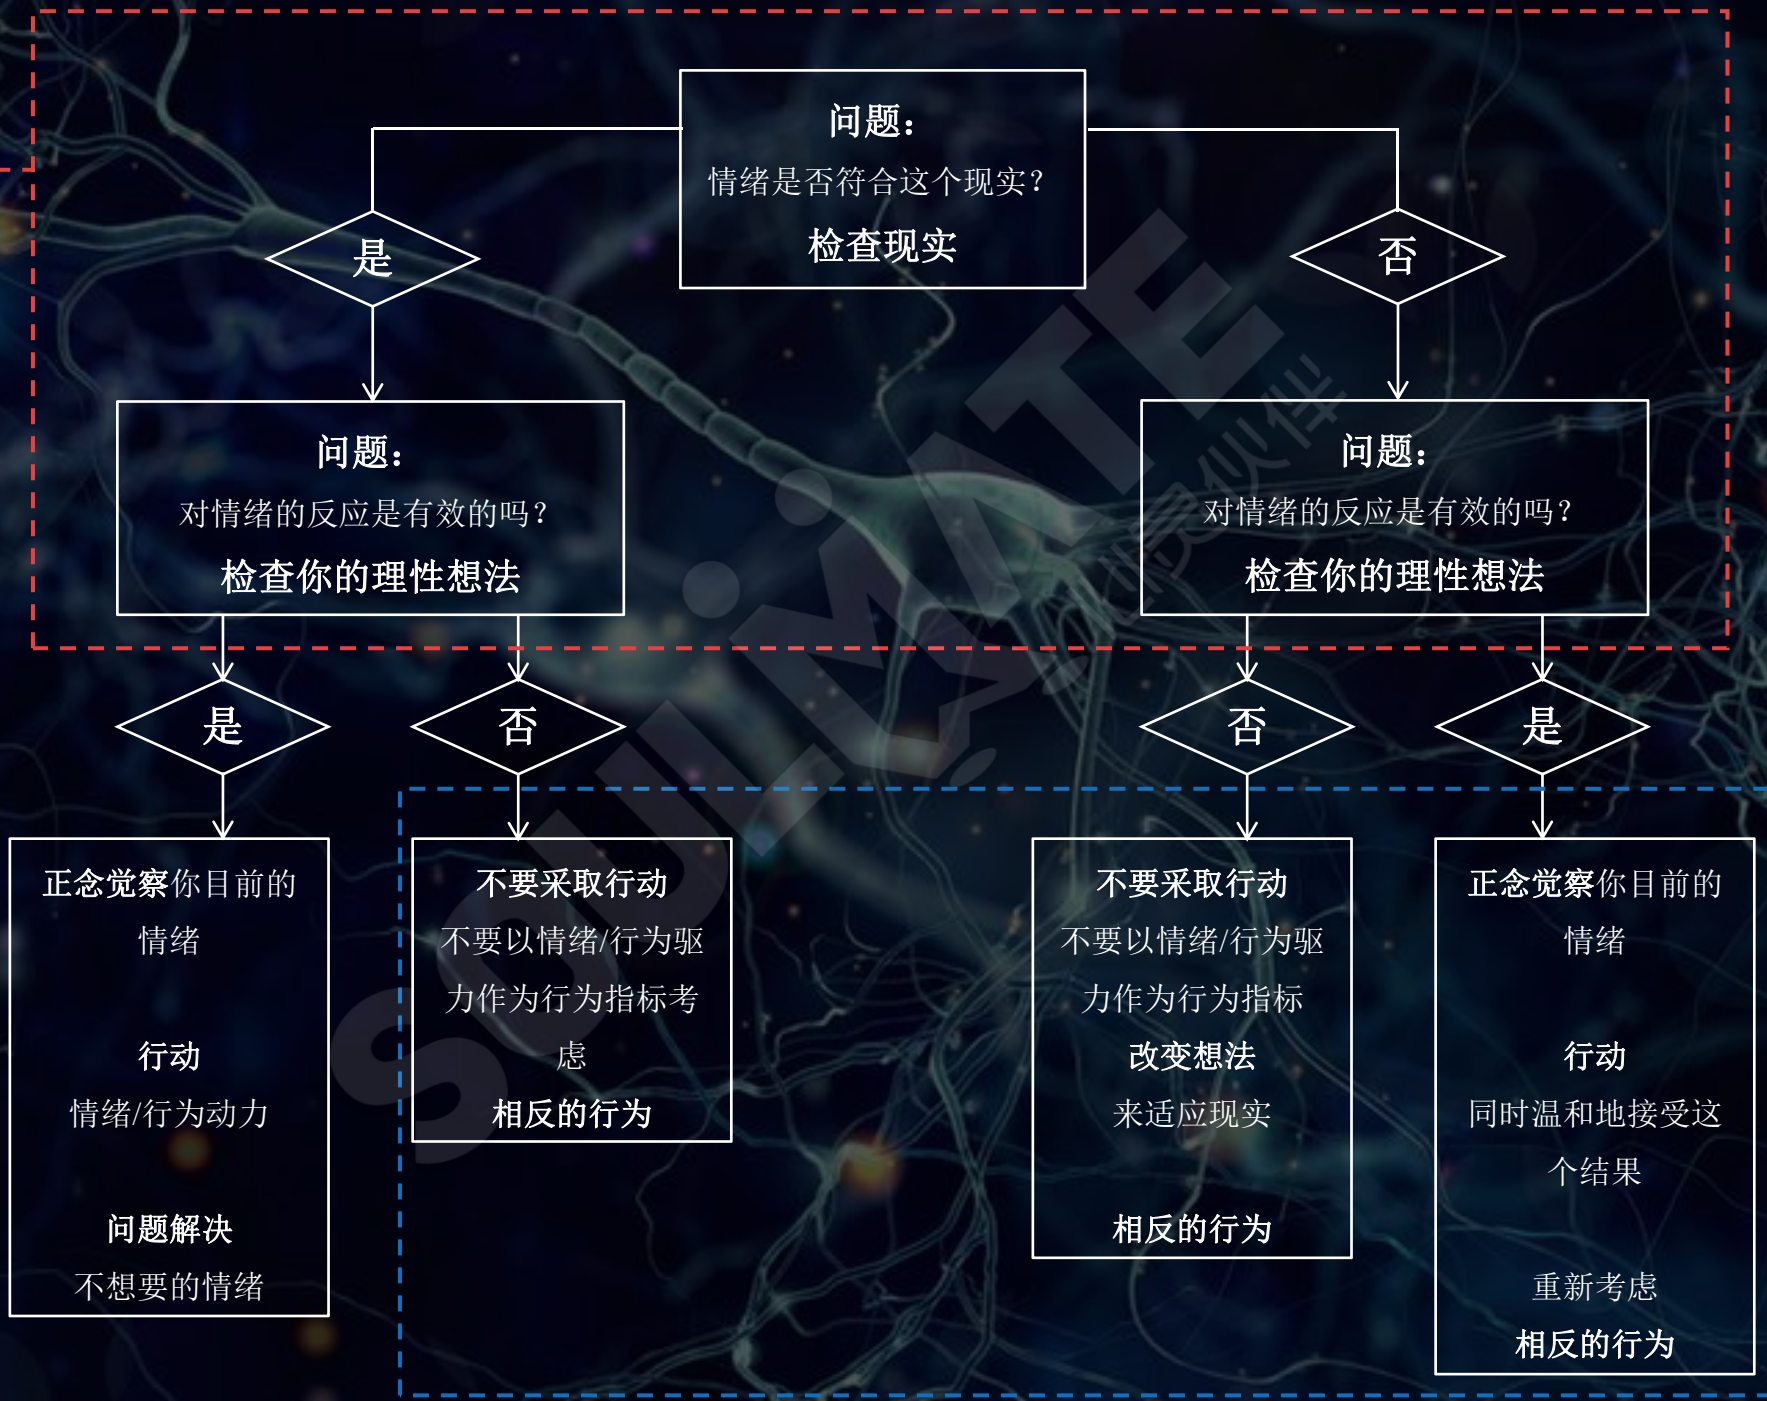 问题：
情绪是否符合这个现实？
检查现实
是
否
问题：
对情绪的反应是有效的吗？
检查你的理性想法
问题：
对情绪的反应是有效的吗？
检查你的理性想法
是
否
否
是
正念觉察你目前的
情绪
行动
情绪/行为动力
问题解决
不想要的情绪
不要采取行动
不要以情绪/行为驱
力作为行为指标考
虑
相反的行为
不要采取行动
不要以情绪/行为驱
力作为行为指标
改变想法
来适应现实
相反的行为
正念觉察你目前的
情绪
行动
同时温和地接受这
个结果
重新考虑
相反的行为
SOULMATE